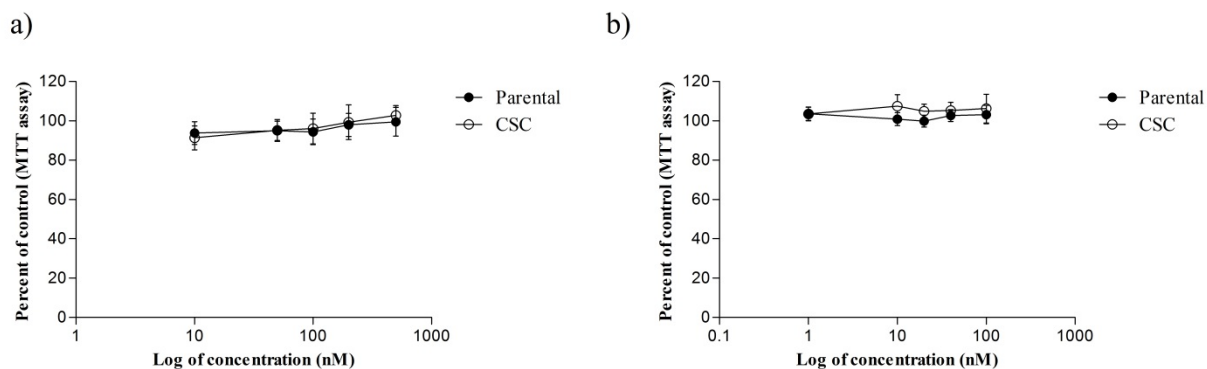 a)
Percent of control (MTT assay)
120
100
80
60
40
20
0
1
10
100
1000
Log of concentration (nM)
Parental
CSC
b)
Percent of control (MTT assay)
120
100
80
60
40
20
0
0.1
1
10
100
1000
Log of concentration (nM)
Parental
CSC